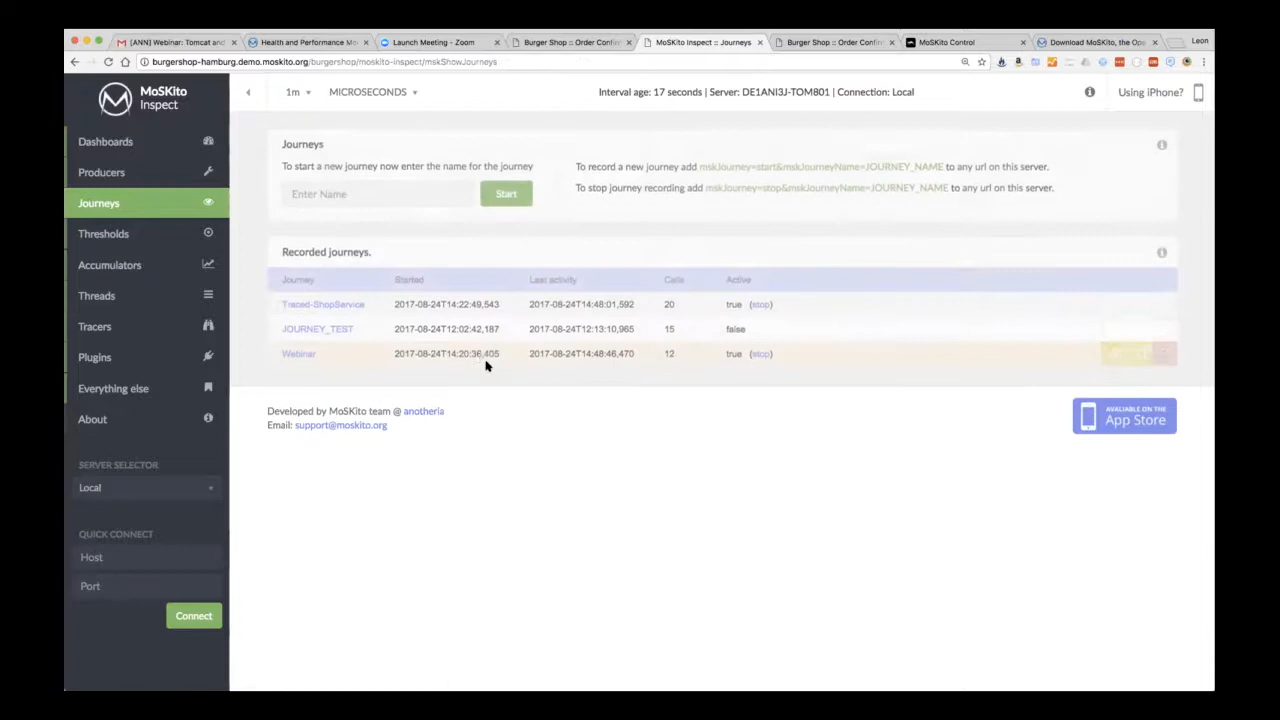 [ANN] Webinar: Tomcat and
Health and Performance Mo
Launch Meeting - Zoom
Burger Shop :: Order Confir
MoSKito Inspect :: Journeys
Burger Shop :: Order Confir
MoSKito Control
Download MoSKito, the Ope
Leon
burgershop-hamburg.demo.moskito.org/burgershop/moskito-inspect/mskShowJourneys
MoSKito
Inspect
1m
MICROSECONDS
Interval age: 17 seconds | Server: DE1ANI3J-TOM801 | Connection: Local
Using iPhone?
Dashboards
Producers
Journeys
Thresholds
Accumulators
Threads
Tracers
Plugins
Everything else
About
SERVER SELECTOR
Local
QUICK CONNECT
Host
Port
Connect
Journeys
To start a new journey now enter the name for the journey
Enter Name
Start
To record a new journey add mskJourney=start&mskJourneyName=JOURNEY_NAME to any url on this server.
To stop journey recording add mskJourney=stop&mskJourneyName=JOURNEY_NAME to any url on this server.
Recorded journeys.
Journey Started Last activity Calls Active
Traced-ShopService 2017-08-24T14:22:49,543 2017-08-24T14:48:01,592 20 true (stop)
JOURNEY_TEST 2017-08-24T12:02:42,187 2017-08-24T12:13:10,965 15 false
Webinar 2017-08-24T14:20:36,405 2017-08-24T14:48:46,470 12 true (stop)
Developed by MoSKito team @ anotheria
Email: support@moskito.org
AVALIABLE ON THE
App Store